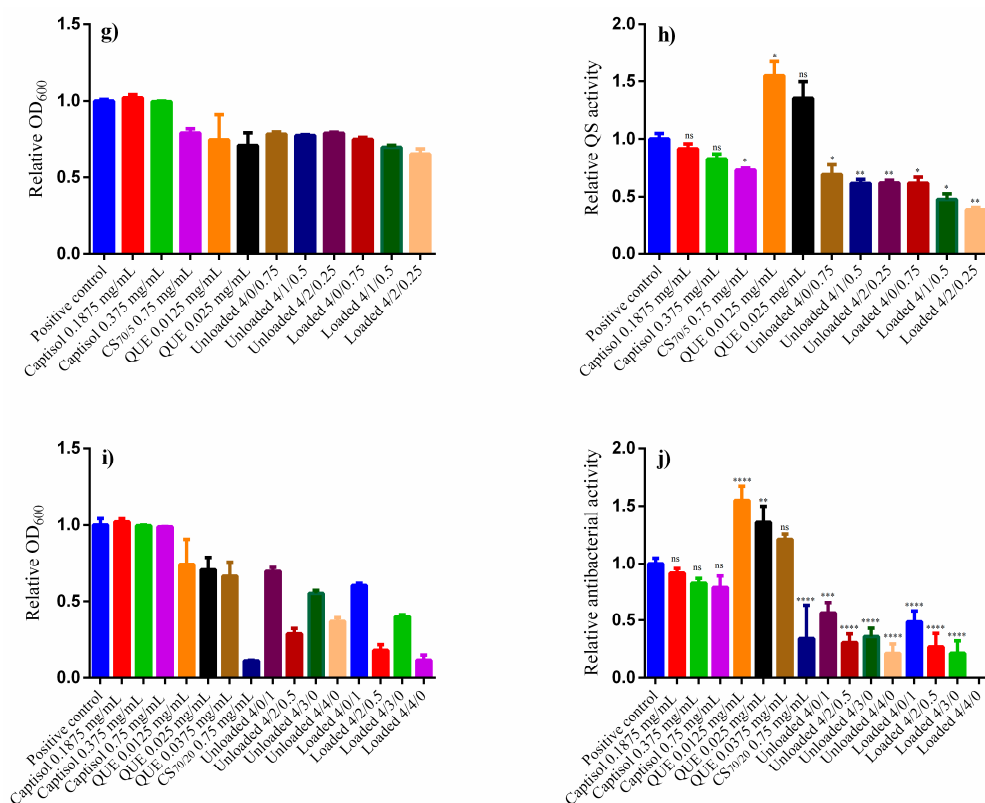 g)
Relative OD600
1.5
1.0
0.5
0.0
Positive control
Captisol 0.1875 mg/mL
Captisol 0.375 mg/mL
CS70/5 0.75 mg/mL
QUE 0.0125 mg/mL
QUE 0.025 mg/mL
Unloaded 4/0/0.75
Unloaded 4/1/0.5
Unloaded 4/2/0.25
Loaded 4/0/0.75
Loaded 4/1/0.5
Loaded 4/2/0.25
h)
Relative QS activity
2.0
1.5
1.0
0.5
0.0
ns
ns
*
*
ns
*
**
**
*
*
**
Positive control
Captisol 0.1875 mg/mL
Captisol 0.375 mg/mL
CS70/5 0.75 mg/mL
QUE 0.0125 mg/mL
QUE 0.025 mg/mL
Unloaded 4/0/0.75
Unloaded 4/1/0.5
Unloaded 4/2/0.25
Loaded 4/0/0.75
Loaded 4/1/0.5
Loaded 4/2/0.25
i)
Relative OD600
1.5
1.0
0.5
0.0
Positive control
Captisol 0.1875 mg/mL
Captisol 0.375 mg/mL
Captisol 0.75 mg/mL
QUE 0.0125 mg/mL
QUE 0.025 mg/mL
QUE 0.0375 mg/mL
CS70/20 0.75 mg/mL
Unloaded 4/0/1
Unloaded 4/2/0.5
Unloaded 4/3/0
Unloaded 4/4/0
Loaded 4/0/1
Loaded 4/2/0.5
Loaded 4/3/0
Loaded 4/4/0
j)
Relative antibacterial activity
2.0
1.5
1.0
0.5
0.0
ns
ns
ns
****
**
ns
****
***
****
****
****
****
****
****
Positive control
Captisol 0.1875 mg/mL
Captisol 0.375 mg/mL
Captisol 0.75 mg/mL
QUE 0.0125 mg/mL
QUE 0.025 mg/mL
QUE 0.0375 mg/mL
CS70/20 0.75 mg/mL
Unloaded 4/0/1
Unloaded 4/2/0.5
Unloaded 4/3/0
Unloaded 4/4/0
Loaded 4/0/1
Loaded 4/2/0.5
Loaded 4/3/0
Loaded 4/4/0